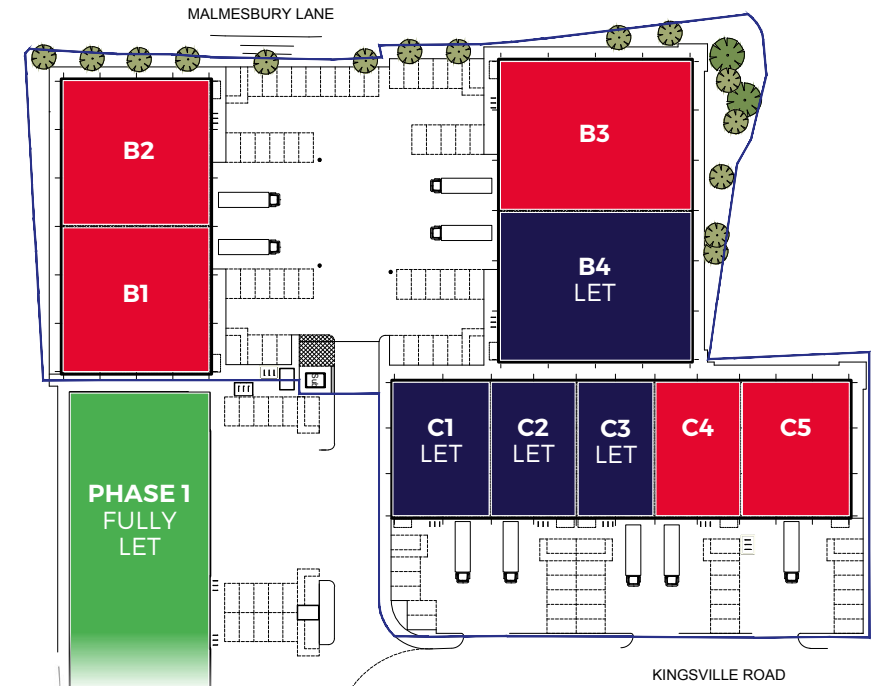 MALMESBURY LANE
B2
B3
B1
B4
LET
Sub
C1
LET
C2
LET
C3
LET
C4
C5
PHASE 1
FULLY
LET
KINGSVILLE ROAD